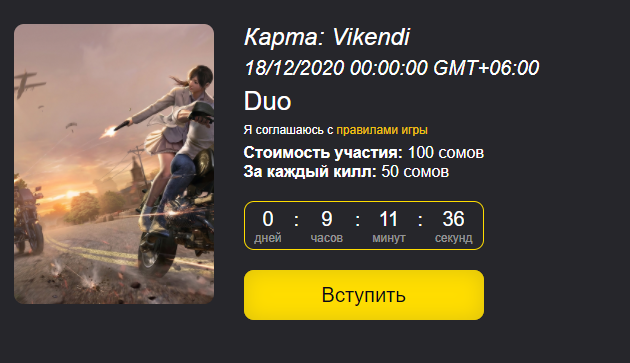 Карта: Vikendi
18/12/2020 00:00:00 GMT+06:00
Duo
Я соглашаюсь с правилами игры
Стоимость участия: 100 сомов
За каждый килл: 50 сомов
0 : 9 : 11 : 36
дней часов минут секунд
Вступить